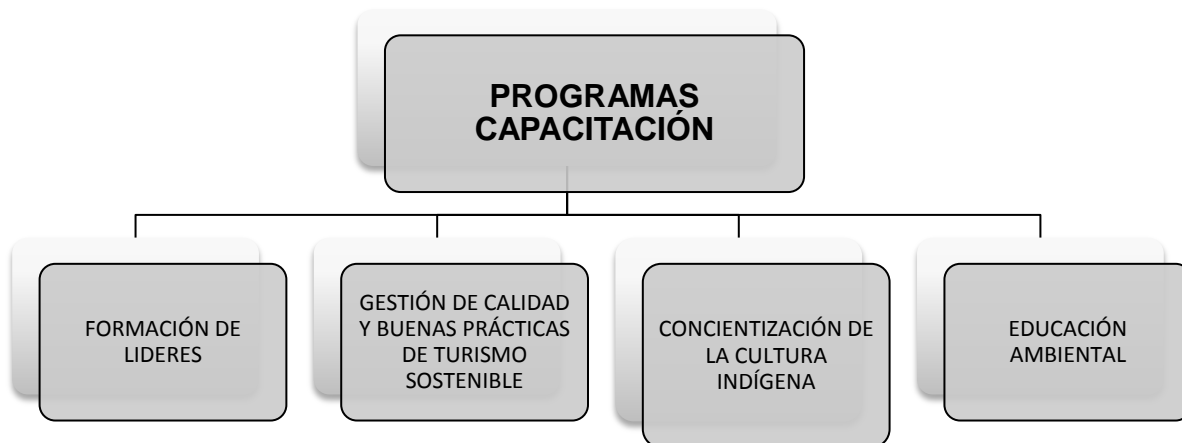 PROGRAMAS
CAPACITACIÓN
FORMACIÓN DE
LIDERES
GESTIÓN DE CALIDAD
Y BUENAS PRÁCTICAS
DE TURISMO
SOSTENIBLE
CONCIENTIZACIÓN DE
LA CULTURA
INDÍGENA
EDUCACIÓN
AMBIENTAL